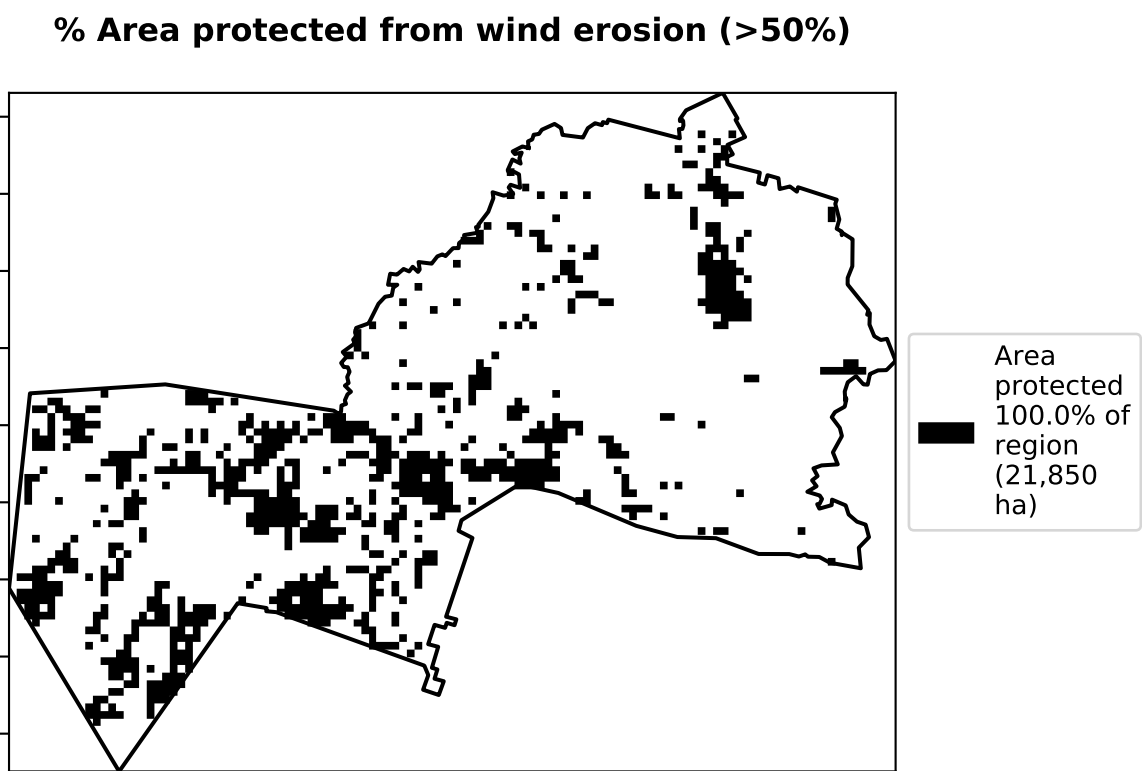 % Area protected from wind erosion (>50%)
Area
protected
100.0% of
region
(21,850
ha)